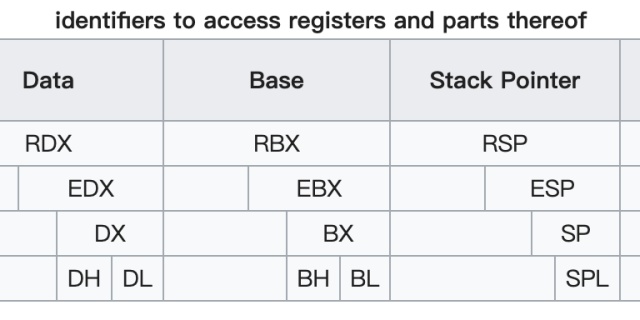 identifiers to access registers and parts thereof
Data Base Stack Pointer
RDX RBX RSP
EDX EBX ESP
DX BX SP
DH DL BH BL SPL